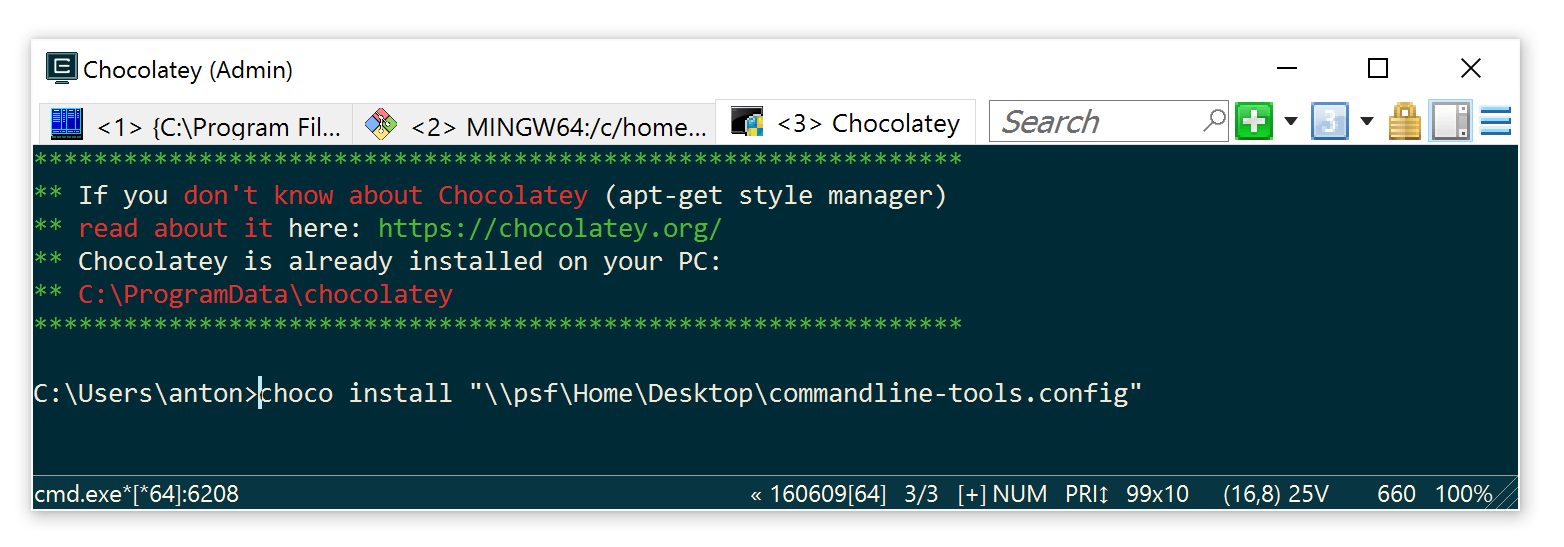 Chocolatey (Admin)
<1> {C:\Program Fil... <2> MINGW64:/c/home... <3> Chocolatey Search 3
**************************************************************
** If you don't know about Chocolatey (apt-get style manager)
** read about it here: https://chocolatey.org/
** Chocolatey is already installed on your PC:
** C:\ProgramData\chocolatey
**************************************************************
C:\Users\anton>choco install "\\psf\Home\Desktop\commandline-tools.config"
cmd.exe*[*64]:6208 « 160609[64] 3/3 [+] NUM PRI↕ 99x10 (16,8) 25V 660 100%